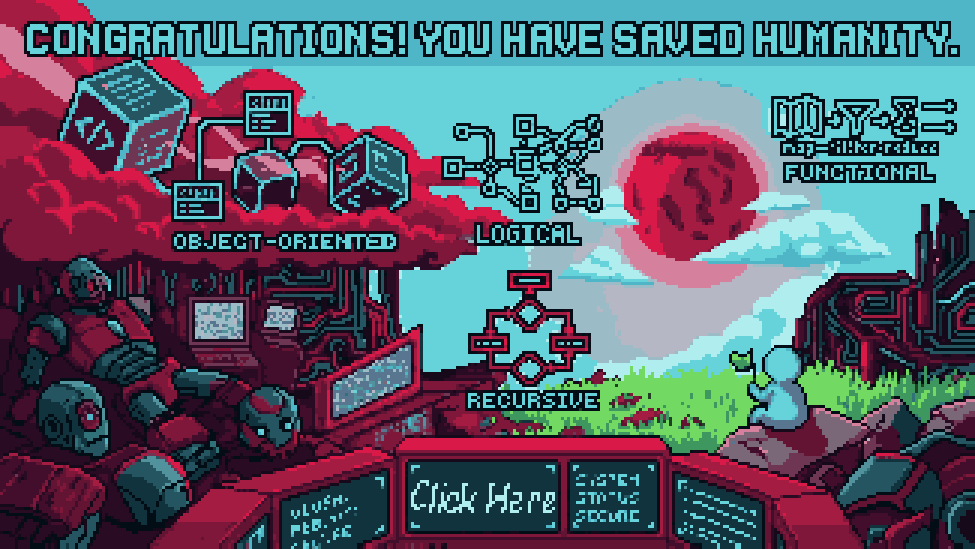 CONGRATULATIONS! YOU HAVE SAVED HUMANITY.
FUNCTIONAL
OBJECT-ORIENTED
LOGICAL
RECURSIVE
Click Here
SYSTEM
STATUS
SECURE